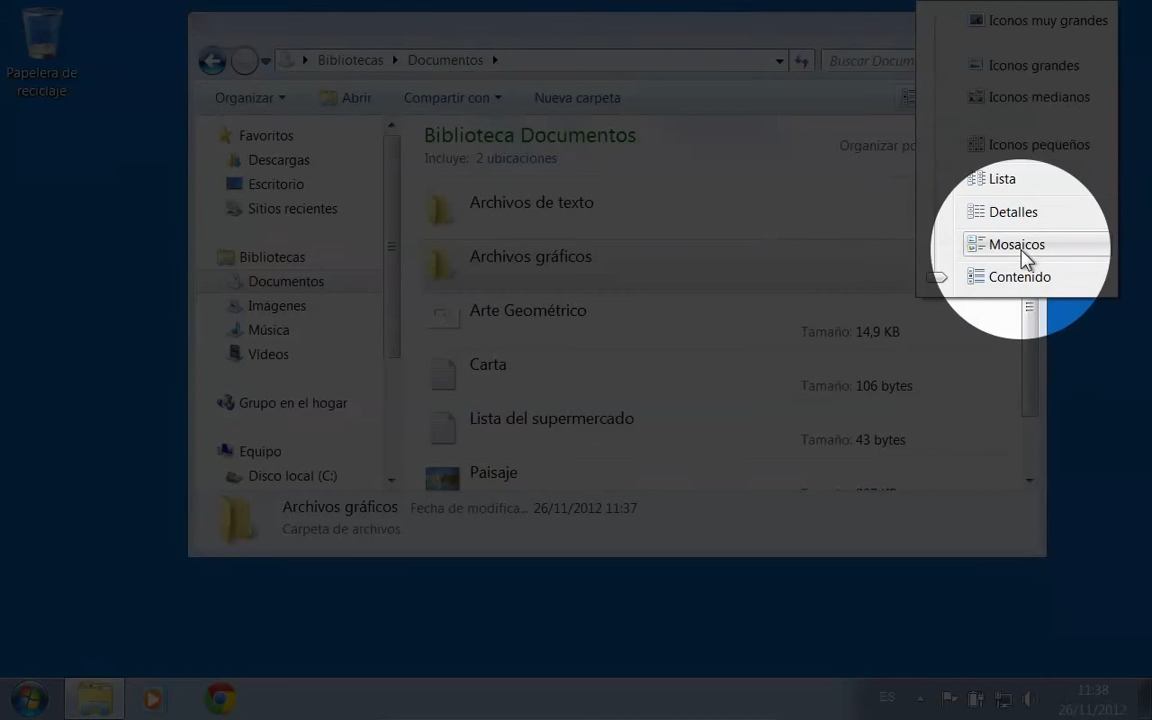 Papelera de
reciclaje
Bibliotecas Documentos
Buscar Docum
Organizar Abrir Compartir con Nueva carpeta
Favoritos
Descargas
Escritorio
Sitios recientes
Bibliotecas
Documentos
Imágenes
Música
Vídeos
Grupo en el hogar
Equipo
Disco local (C:)
Biblioteca Documentos
Incluye: 2 ubicaciones
Organizar po
Archivos de texto
Archivos gráficos
Arte Geométrico
Tamaño: 14,9 KB
Carta
Tamaño: 106 bytes
Lista del supermercado
Tamaño: 43 bytes
Paisaje
Archivos gráficos Fecha de modifica... 26/11/2012 11:37
Carpeta de archivos
Iconos muy grandes
Iconos grandes
Iconos medianos
Iconos pequeños
Lista
Detalles
Mosaicos
Contenido
ES
11:38
26/11/2012